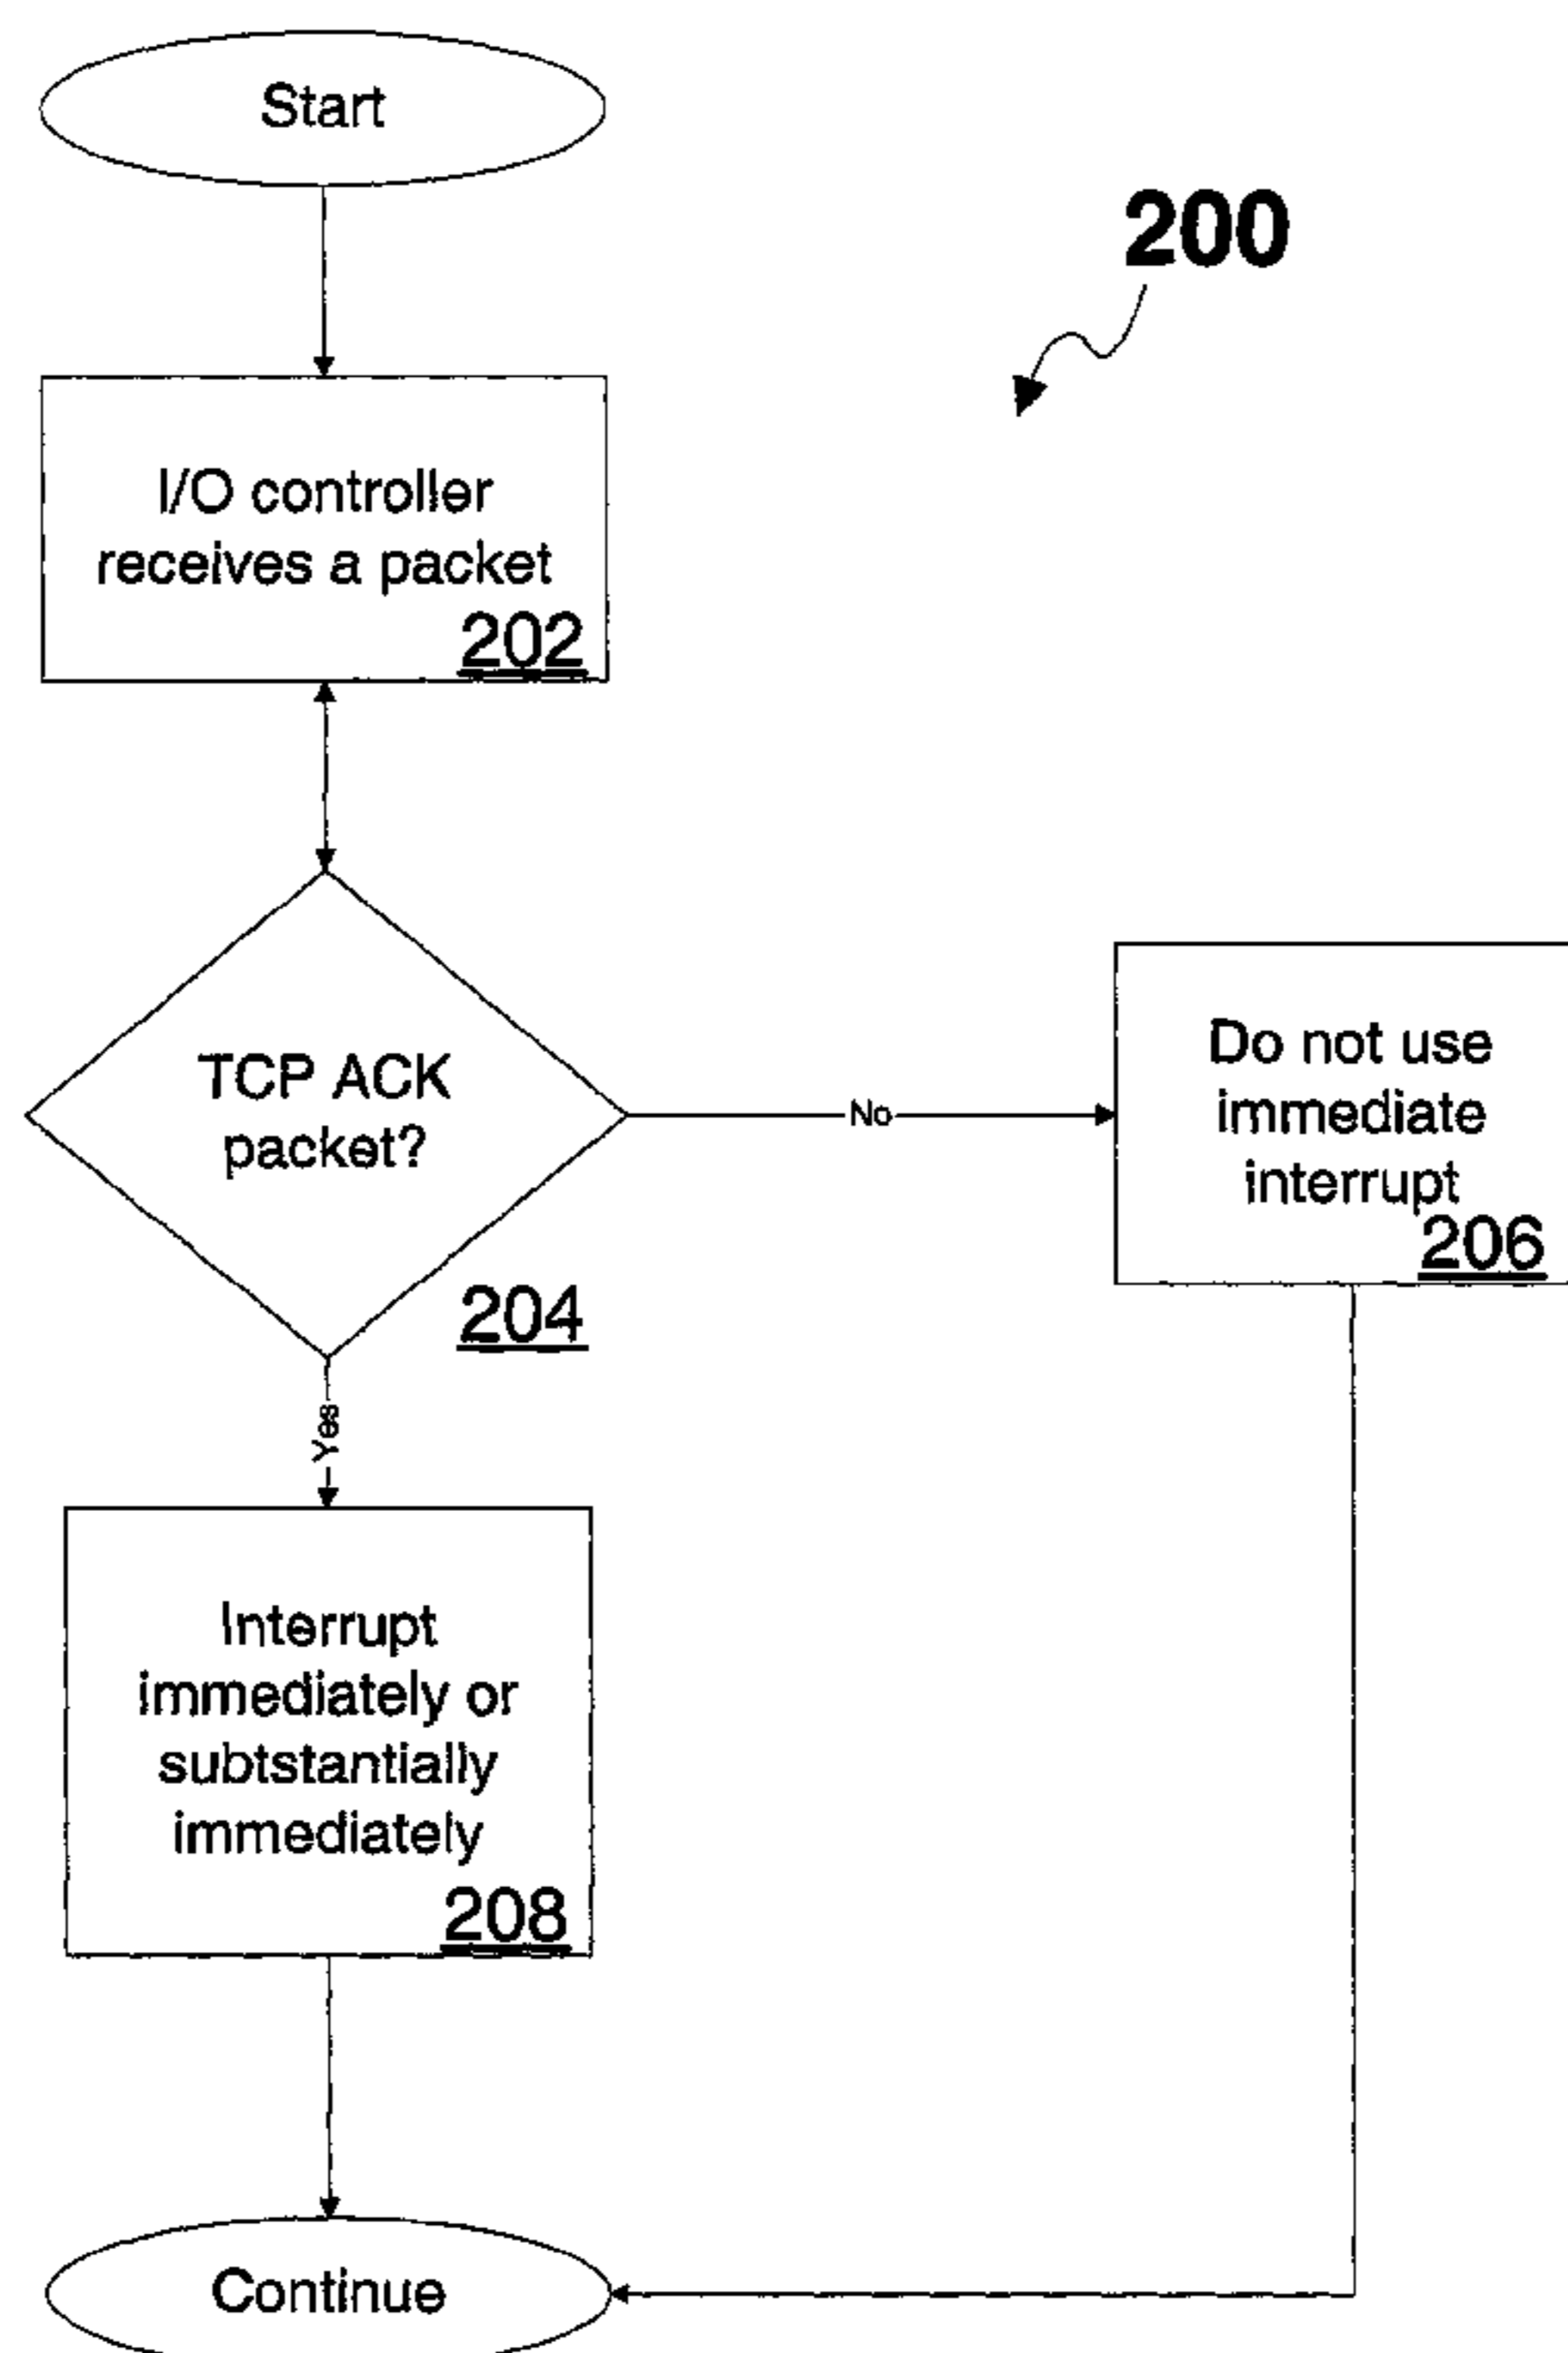 Start
200
I/O controller
receives a packet
202
TCP ACK
packet?
204
No
Do not use
immediate
interrupt
206
Yes
Interrupt
immediately or
subtstantially
immediately
208
Continue